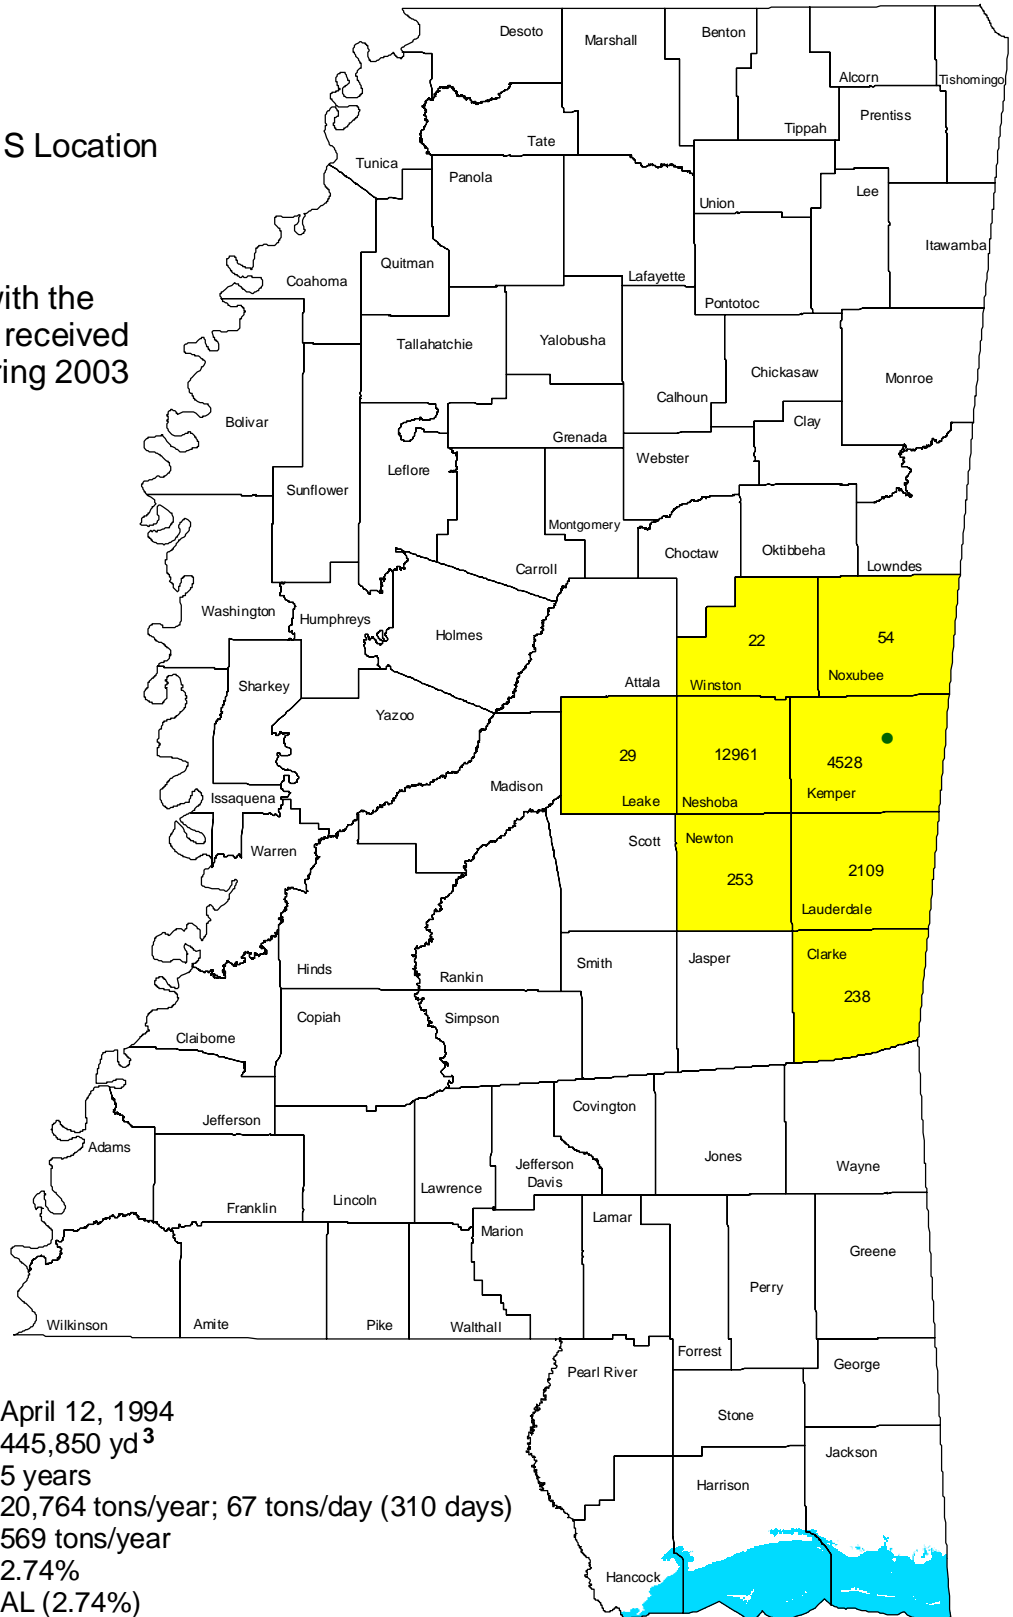 Desoto
Marshall
Benton
Alcorn
Tishomingo
Prentiss
Tippah
S Location
Tate
Tunica
Panola
Union
Lee
Itawamba
Quitman
Coahoma
Lafayette
Pontotoc
with the
received
ring 2003
Tallahatchie
Yalobusha
Chickasaw
Monroe
Calhoun
Bolivar
Clay
Grenada
Webster
Leflore
Sunflower
Montgomery
Choctaw
Oktibbeha
Carroll
Lowndes
Washington
Humphreys
Holmes
22
54
Attala
Winston
Noxubee
Sharkey
Yazoo
29
12961
4528
Madison
Issaquena
Leake
Neshoba
Kemper
Warren
Scott
Newton
253
2109
Lauderdale
Hinds
Rankin
Smith
Jasper
Clarke
238
Copiah
Simpson
Claiborne
Jefferson
Covington
Adams
Jefferson
Davis
Jones
Wayne
Franklin
Lincoln
Lawrence
Marion
Lamar
Greene
Perry
Wilkinson
Amite
Pike
Walthall
Forrest
George
Pearl River
Stone
Jackson
Harrison
Hancock
April 12, 1994
445,850 yd³
5 years
20,764 tons/year; 67 tons/day (310 days)
569 tons/year
2.74%
AL (2.74%)